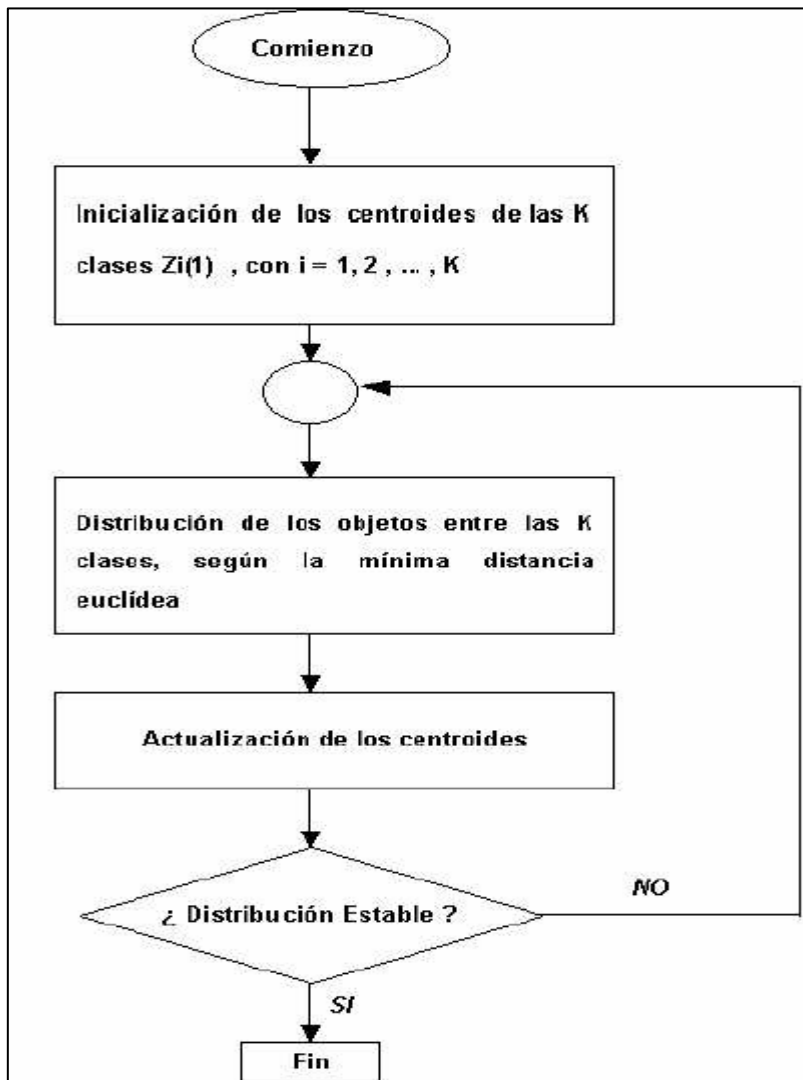 Comienzo
Inicialización de los centroides de las K
clases Zi(1) , con i = 1, 2 , ... , K
Distribución de los objetos entre las K
clases, según la mínima distancia
euclídea
Actualización de los centroides
¿ Distribución Estable ?
NO
SI
Fin